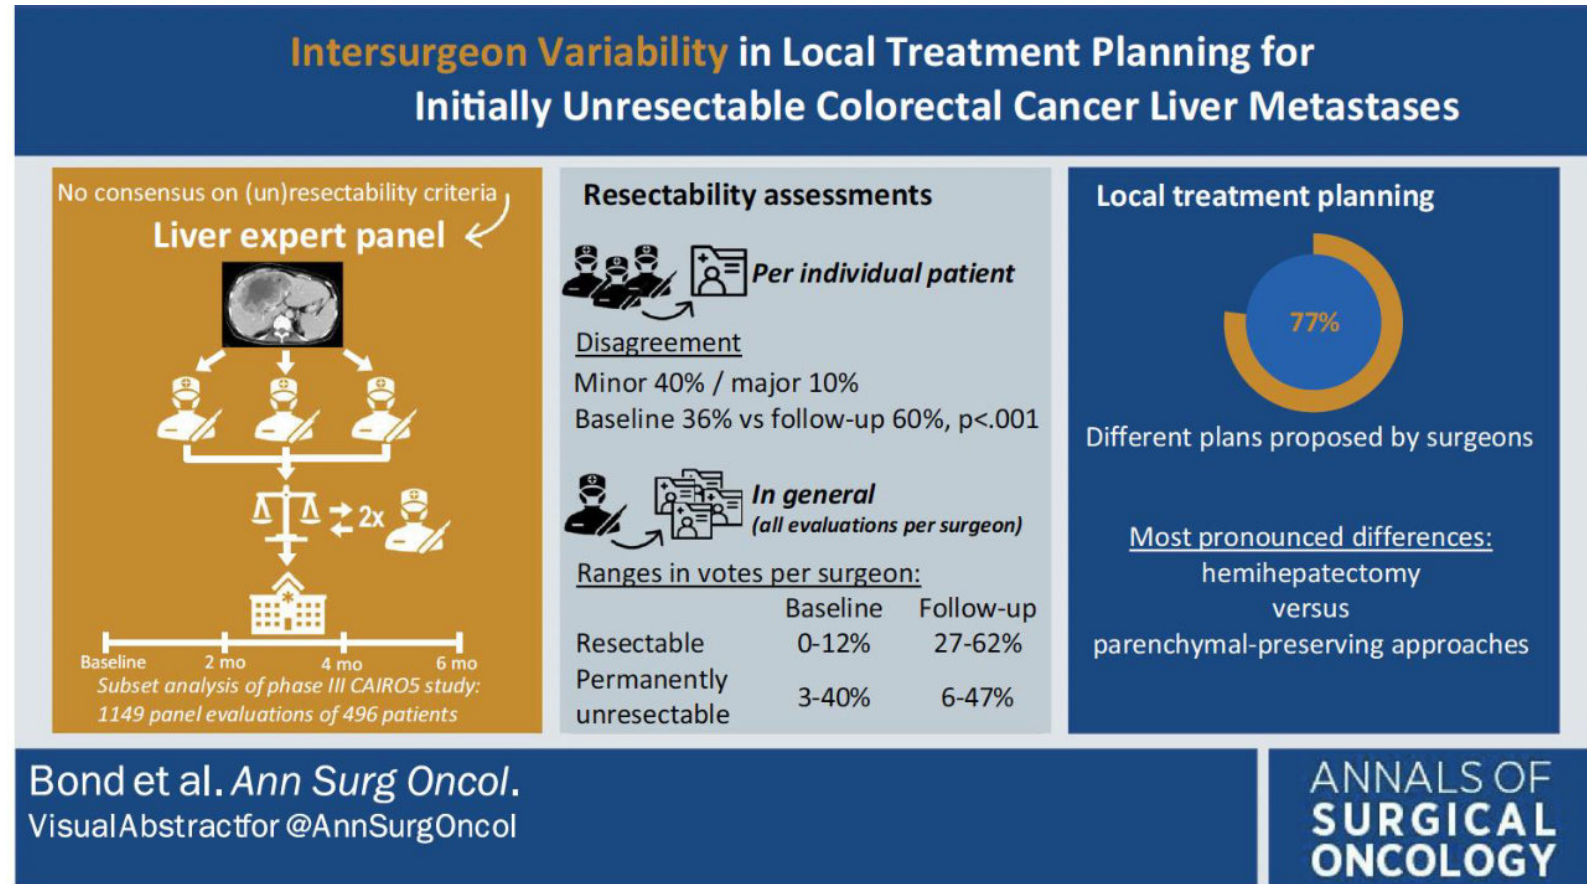 Intersurgeon Variability in Local Treatment Planning for
Initially Unresectable Colorectal Cancer Liver Metastases
No consensus on (un)resectability criteria
Liver expert panel
2x
Baseline 2 mo 4 mo 6 mo
Subset analysis of phase III CAIRO5 study:
1149 panel evaluations of 496 patients
Resectability assessments
Per individual patient
Disagreement
Minor 40% / major 10%
Baseline 36% vs follow-up 60%, p<.001
In general
(all evaluations per surgeon)
Ranges in votes per surgeon:
Baseline Follow-up
Resectable 0-12% 27-62%
Permanently
unresectable 3-40% 6-47%
Local treatment planning
77%
Different plans proposed by surgeons
Most pronounced differences:
hemihepatectomy
versus
parenchymal-preserving approaches
Bond et al. Ann Surg Oncol.
VisualAbstractfor @AnnSurgOncol
ANNALS OF
SURGICAL
ONCOLOGY